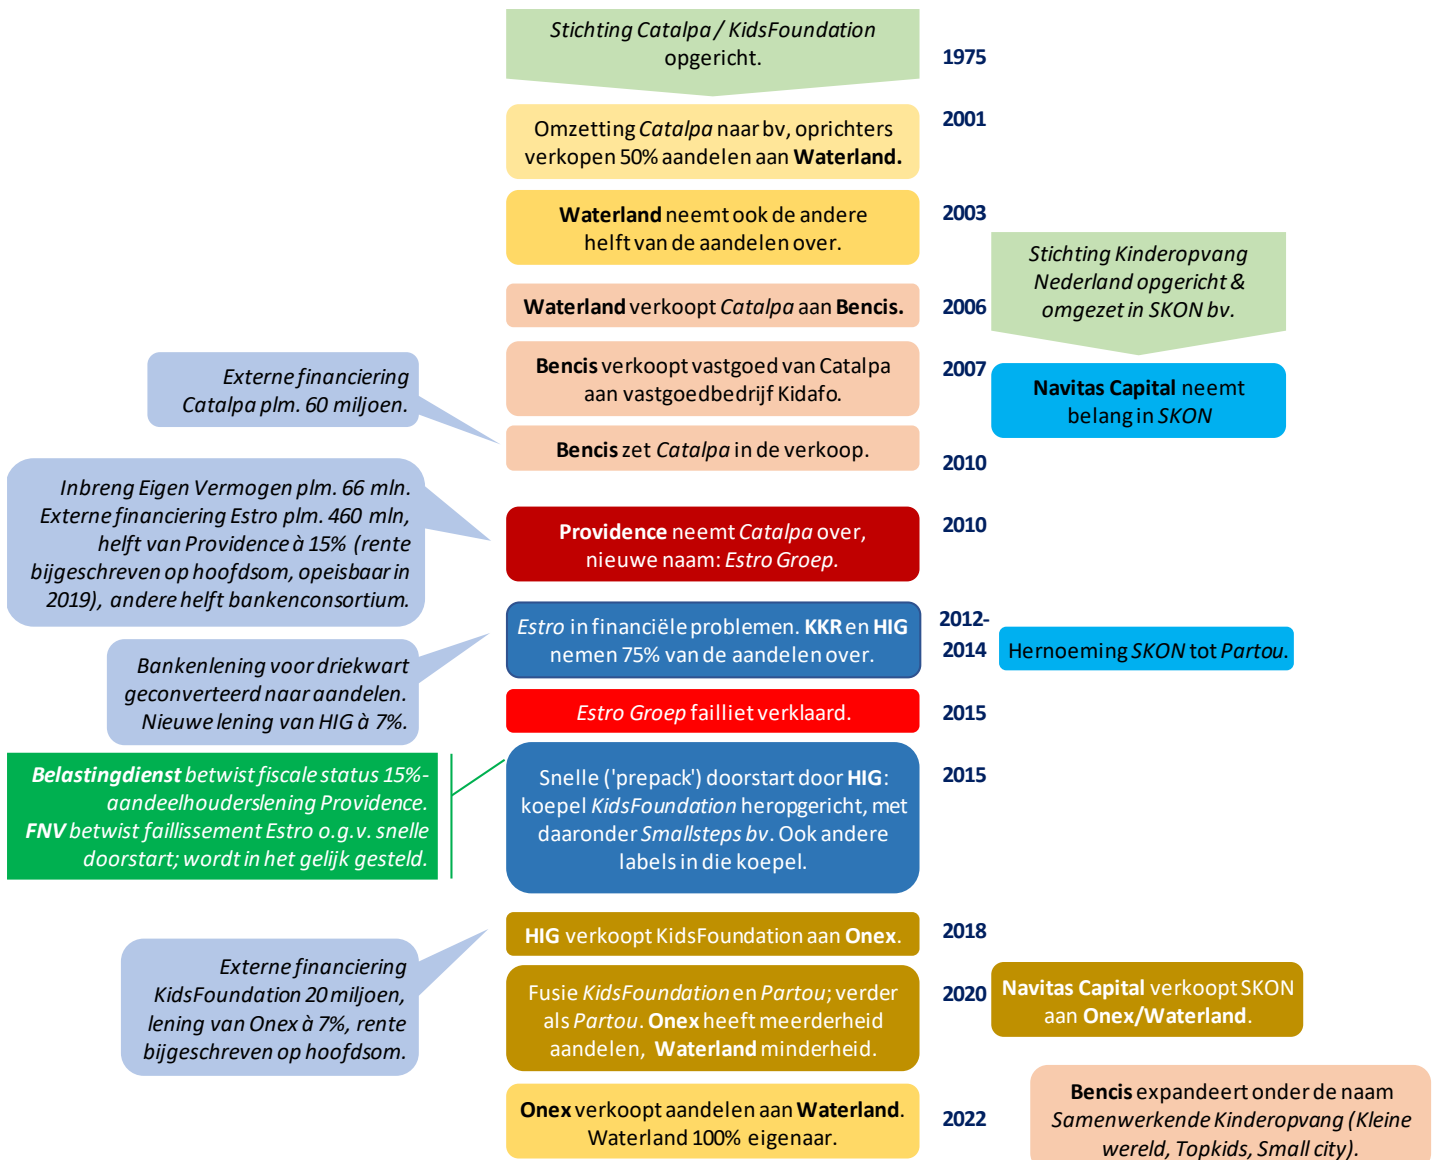 Stichting Catalpa / KidsFoundation
opgericht.
1975
Omzetting Catalpa naar bv, oprichters
verkopen 50% aandelen aan Waterland.
2001
Waterland neemt ook de andere
helft van de aandelen over.
2003
Stichting Kinderopvang
Nederland opgericht &
omgezet in SKON bv.
Waterland verkoopt Catalpa aan Bencis.
2006
Bencis verkoopt vastgoed van Catalpa
aan vastgoedbedrijf Kidafo.
2007
Navitas Capital neemt
belang in SKON
Externe financiering
Catalpa plm. 60 miljoen.
Bencis zet Catalpa in de verkoop.
2010
Inbreng Eigen Vermogen plm. 66 mln.
Externe financiering Estro plm. 460 mln,
helft van Providence à 15% (rente
bijgeschreven op hoofdsom, opeisbaar in
2019), andere helft bankenconsortium.
Providence neemt Catalpa over,
nieuwe naam: Estro Groep.
2010
Estro in financiële problemen. KKR en HIG
nemen 75% van de aandelen over.
2012-
2014
Hernoeming SKON tot Partou.
Bankenlening voor driekwart
geconverteerd naar aandelen.
Nieuwe lening van HIG à 7%.
Estro Groep failliet verklaard.
2015
Belastingdienst betwist fiscale status 15%-
aandeelhouderslening Providence.
FNV betwist faillissement Estro o.g.v. snelle
doorstart; wordt in het gelijk gesteld.
Snelle ('prepack') doorstart door HIG:
koepel KidsFoundation heropgericht, met
daaronder Smallsteps bv. Ook andere
labels in die koepel.
2015
HIG verkoopt KidsFoundation aan Onex.
2018
Externe financiering
KidsFoundation 20 miljoen,
lening van Onex à 7%, rente
bijgeschreven op hoofdsom.
Fusie KidsFoundation en Partou; verder
als Partou. Onex heeft meerderheid
aandelen, Waterland minderheid.
2020
Navitas Capital verkoopt SKON
aan Onex/Waterland.
Onex verkoopt aandelen aan Waterland.
Waterland 100% eigenaar.
2022
Bencis expandeert onder de naam
Samenwerkende Kinderopvang (Kleine
wereld, Topkids, Small city).